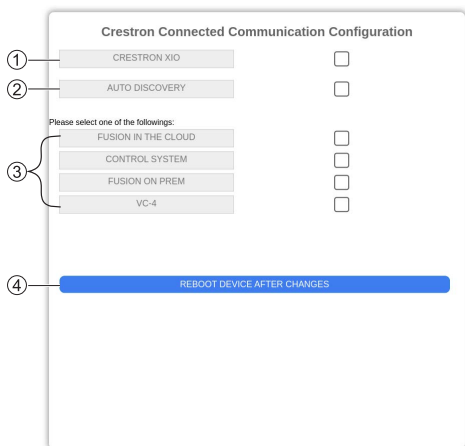 Crestron Connected Communication Configuration
1 CRESTRON XIO
2 AUTO DISCOVERY
Please select one of the followings:
FUSION IN THE CLOUD
CONTROL SYSTEM
3
FUSION ON PREM
VC-4
4 REBOOT DEVICE AFTER CHANGES